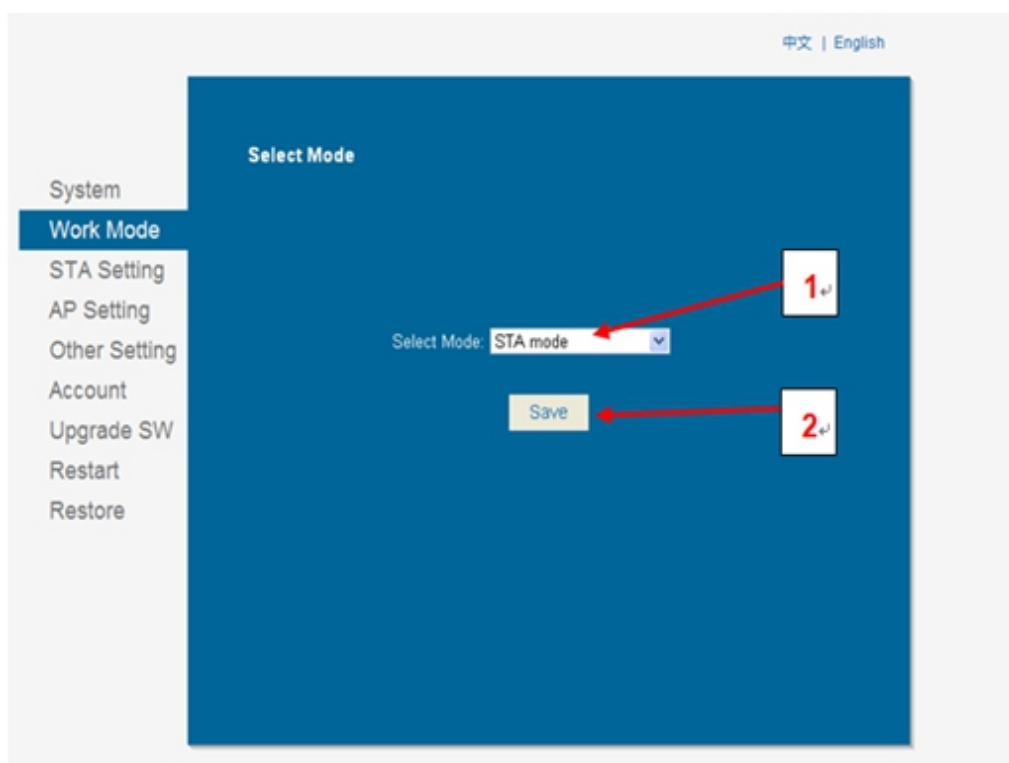 中文 | English
Select Mode
System
Work Mode
STA Setting
AP Setting
Other Setting
Account
Upgrade SW
Restart
Restore
1↵
Select Mode: STA mode
Save
2↵